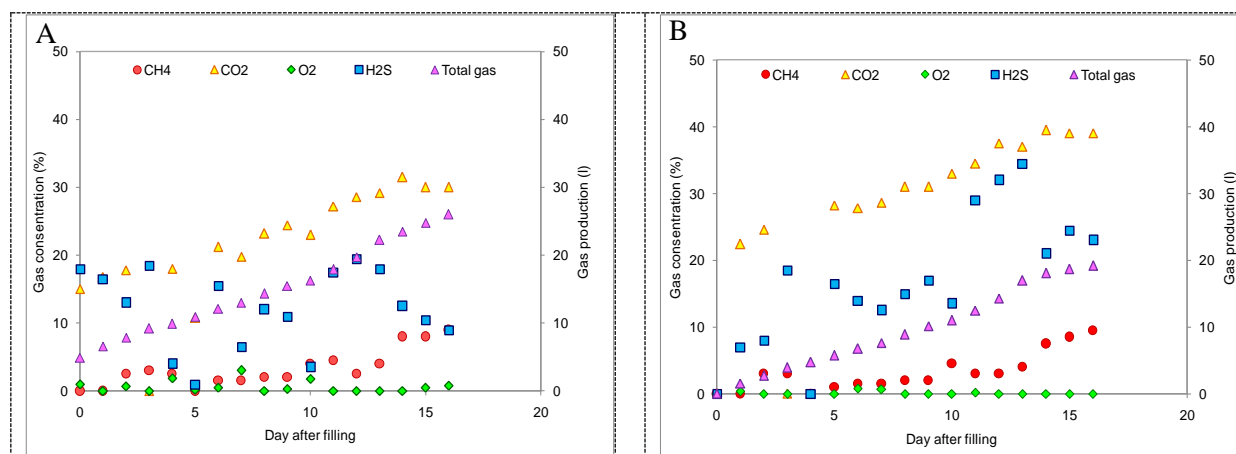 A
50 50
CH4 CO2 O2 H2S Total gas
40 40
30 30
20 20
10 10
0 0
0 5 10 15 20
Gas concentration (%)
Gas production (l)
Day after filling
B
50 50
CH4 CO2 O2 H2S Total gas
40 40
30 30
20 20
10 10
0 0
0 5 10 15 20
Gas concentration (%)
Gas production (l)
Day after filling